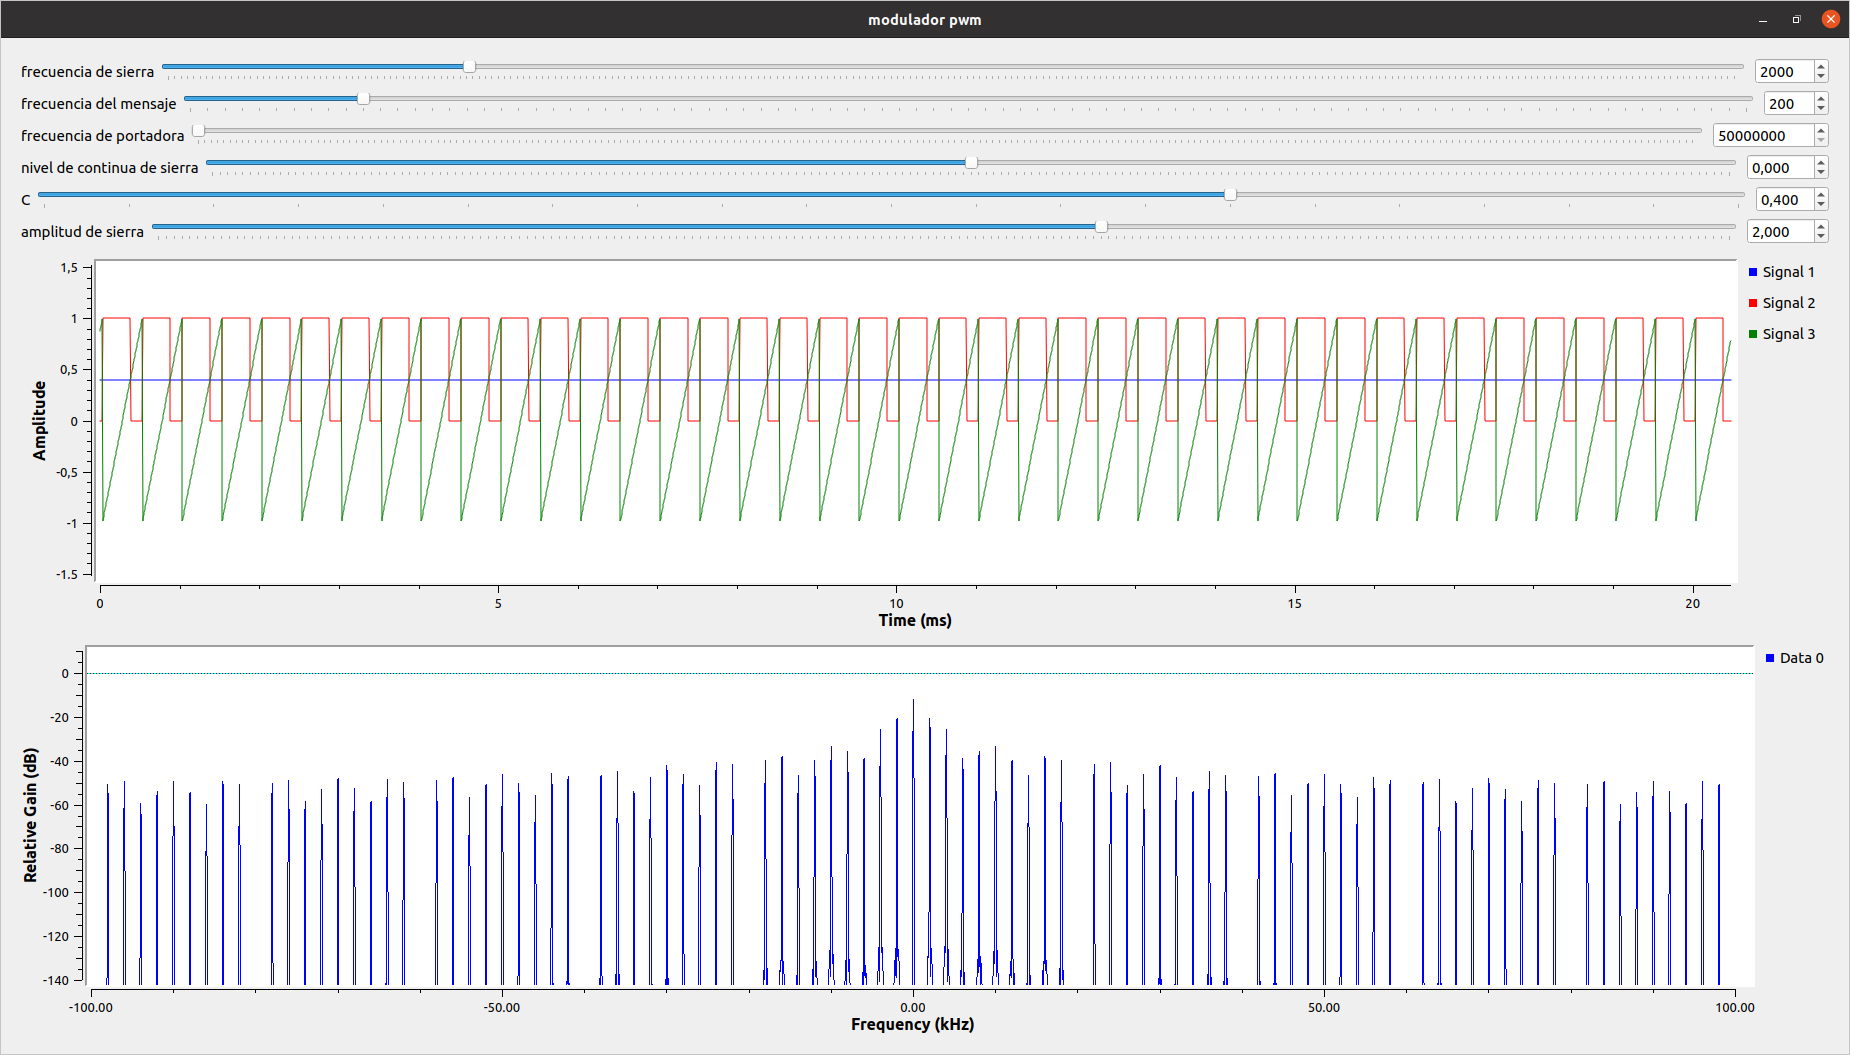 modulador pwm
frecuencia de sierra 2000
frecuencia del mensaje 200
frecuencia de portadora 50000000
nivel de continua de sierra 0,000
C 0,400
amplitud de sierra 2,000
1,5
1
0,5
0
-0,5
-1
-1.5
Amplitude
0 5 10 15 20
Time (ms)
Signal 1
Signal 2
Signal 3
0
-20
-40
-60
-80
-100
-120
-140
Relative Gain (dB)
-100.00 -50.00 0.00 50.00 100.00
Frequency (kHz)
Data 0